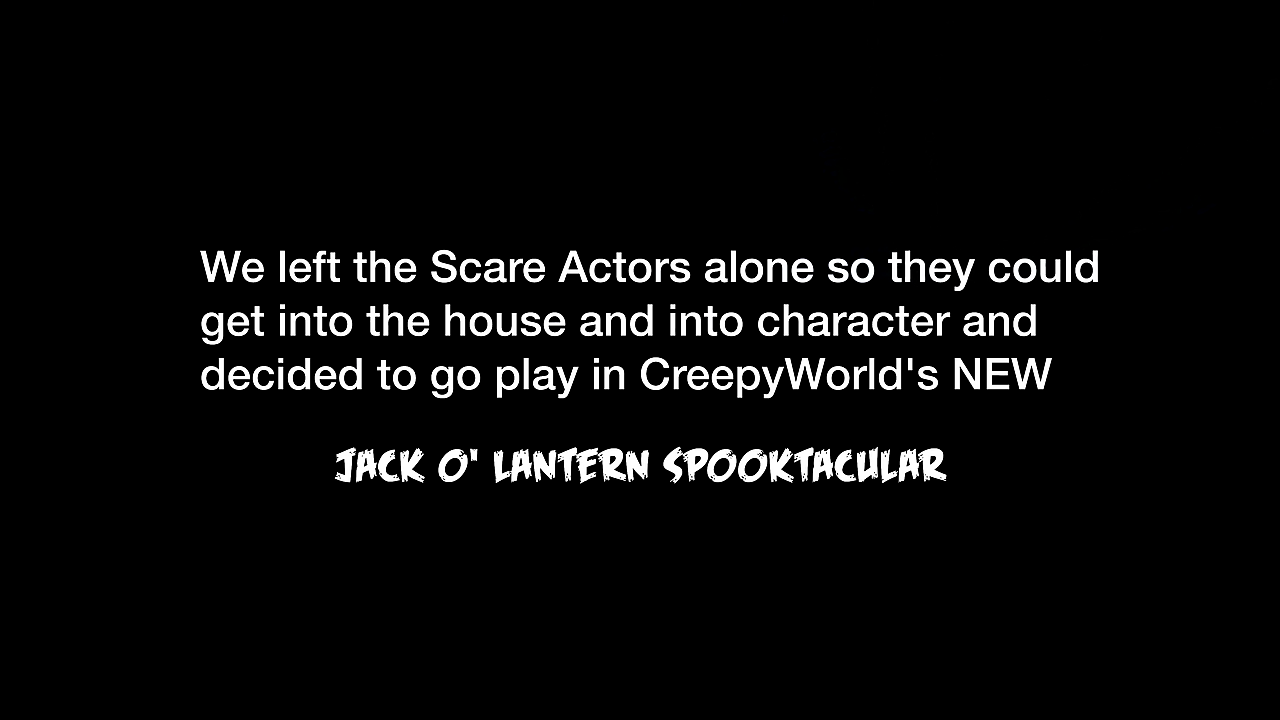 We left the Scare Actors alone so they could
get into the house and into character and
decided to go play in CreepyWorld's NEW
JACK O' LANTERN SPOOKTACULAR